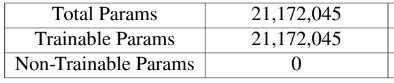 Total Params 21,172,045
Trainable Params 21,172,045
Non-Trainable Params 0